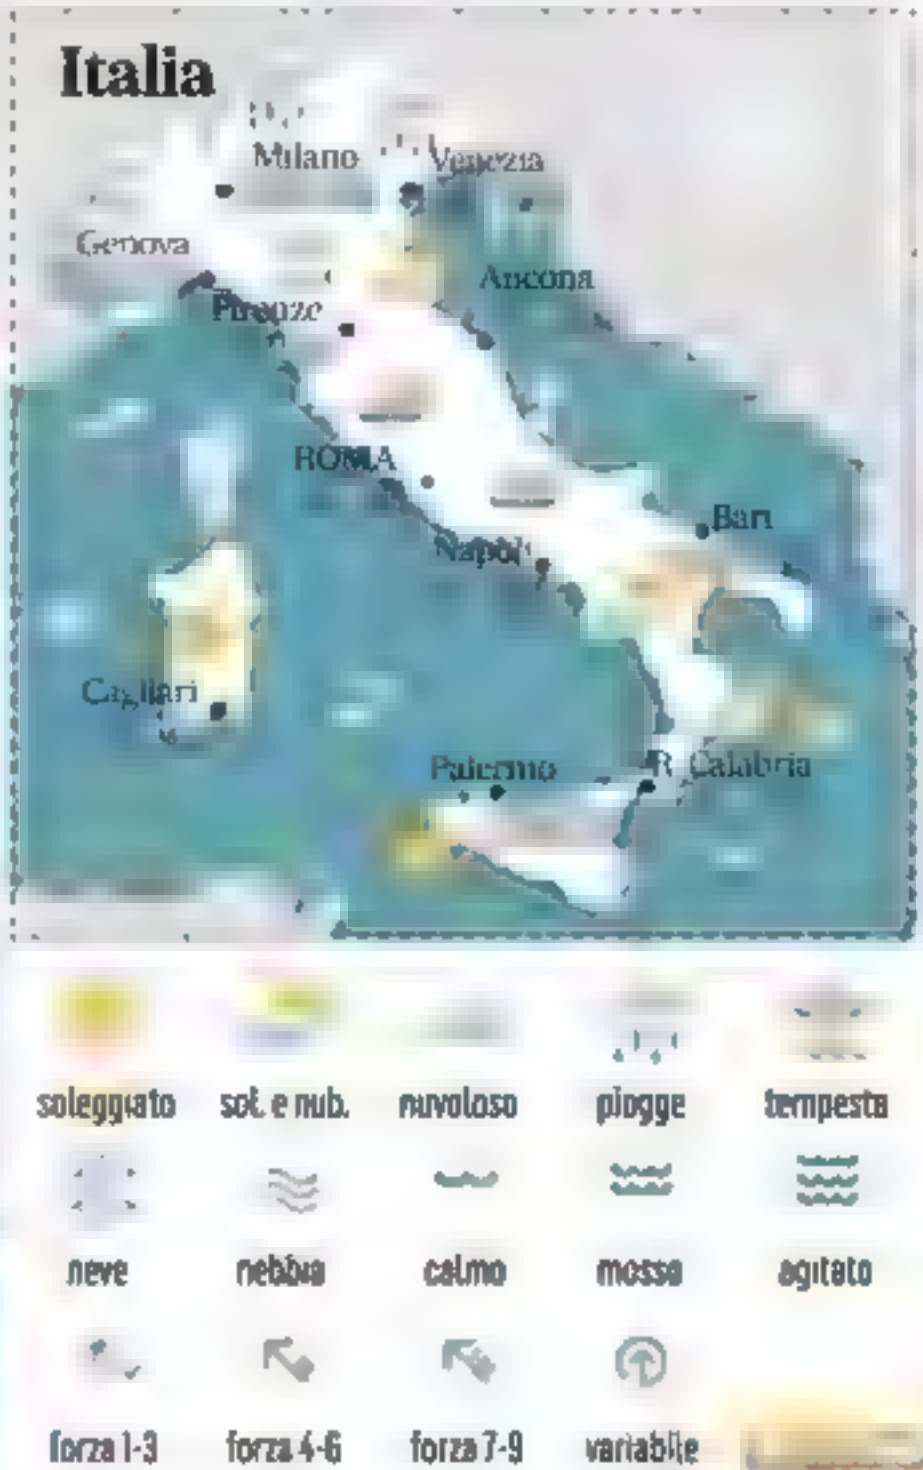 Italia
Milano
Venezia
Genova
Ancona
Firenze
ROMA
Bari
Napoli
Cagliari
Palermo
R. Calabria
soleggiato sol. e nub. nuvoloso piogge tempesta
neve nebbia calmo mosso agitato
forza 1-3 forza 4-6 forza 7-9 variabile